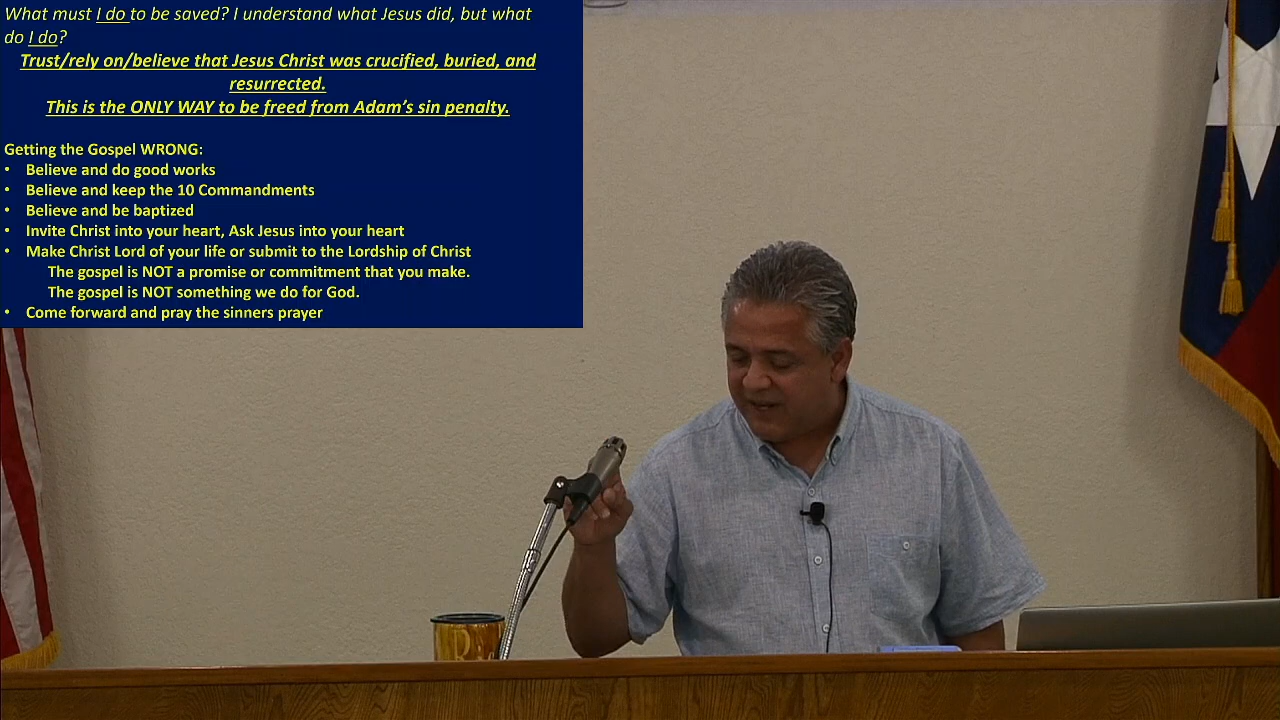 What must I do to be saved? I understand what Jesus did, but what
do I do?
Trust/rely on/believe that Jesus Christ was crucified, buried, and
resurrected.
This is the ONLY WAY to be freed from Adam's sin penalty.
Getting the Gospel WRONG:
• Believe and do good works
• Believe and keep the 10 Commandments
• Believe and be baptized
• Invite Christ into your heart, Ask Jesus into your heart
• Make Christ Lord of your life or submit to the Lordship of Christ
The gospel is NOT a promise or commitment that you make.
The gospel is NOT something we do for God.
• Come forward and pray the sinners prayer